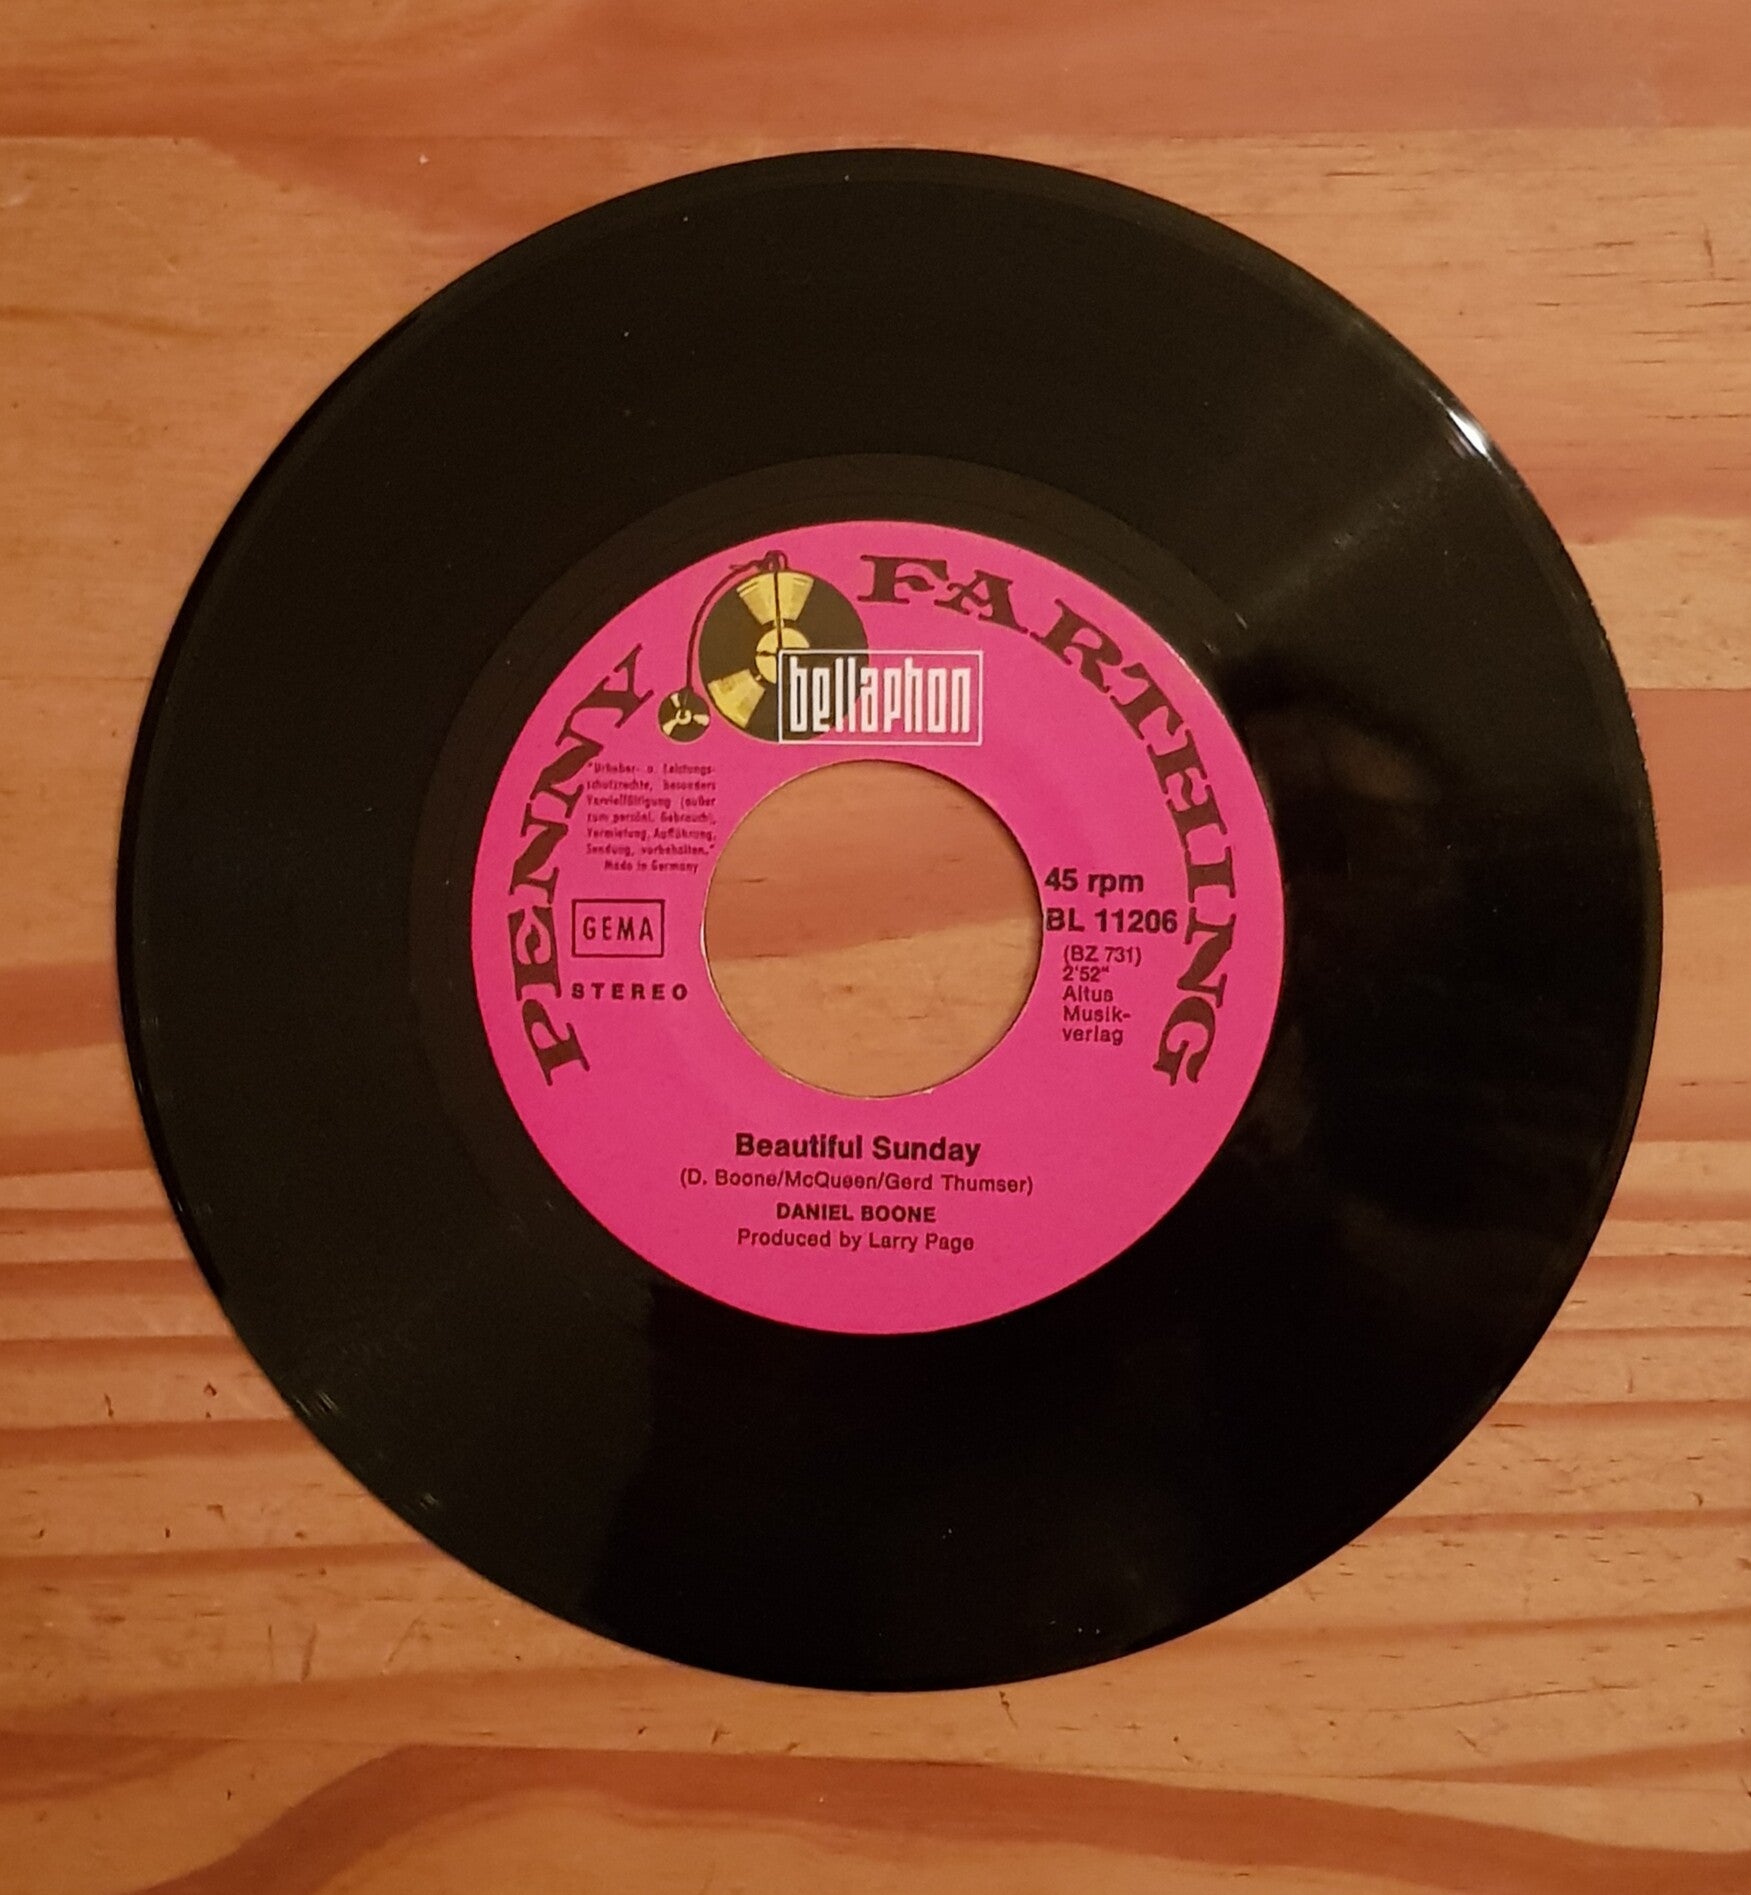 PENNY FARTHING
bellaphon
"Urheber- u. Leistungs-
schutzrechte, besonders
Vervielfältigung (außer
zum persönl. Gebrauch),
Vermietung, Aufführung,
Sendung, vorbehalten."
Made in Germany
GEMA
STEREO
45 rpm
BL 11206
(BZ 731)
2'52"
Altus
Musik-
verlag
Beautiful Sunday
(D. Boone/McQueen/Gerd Thumser)
DANIEL BOONE
Produced by Larry Page